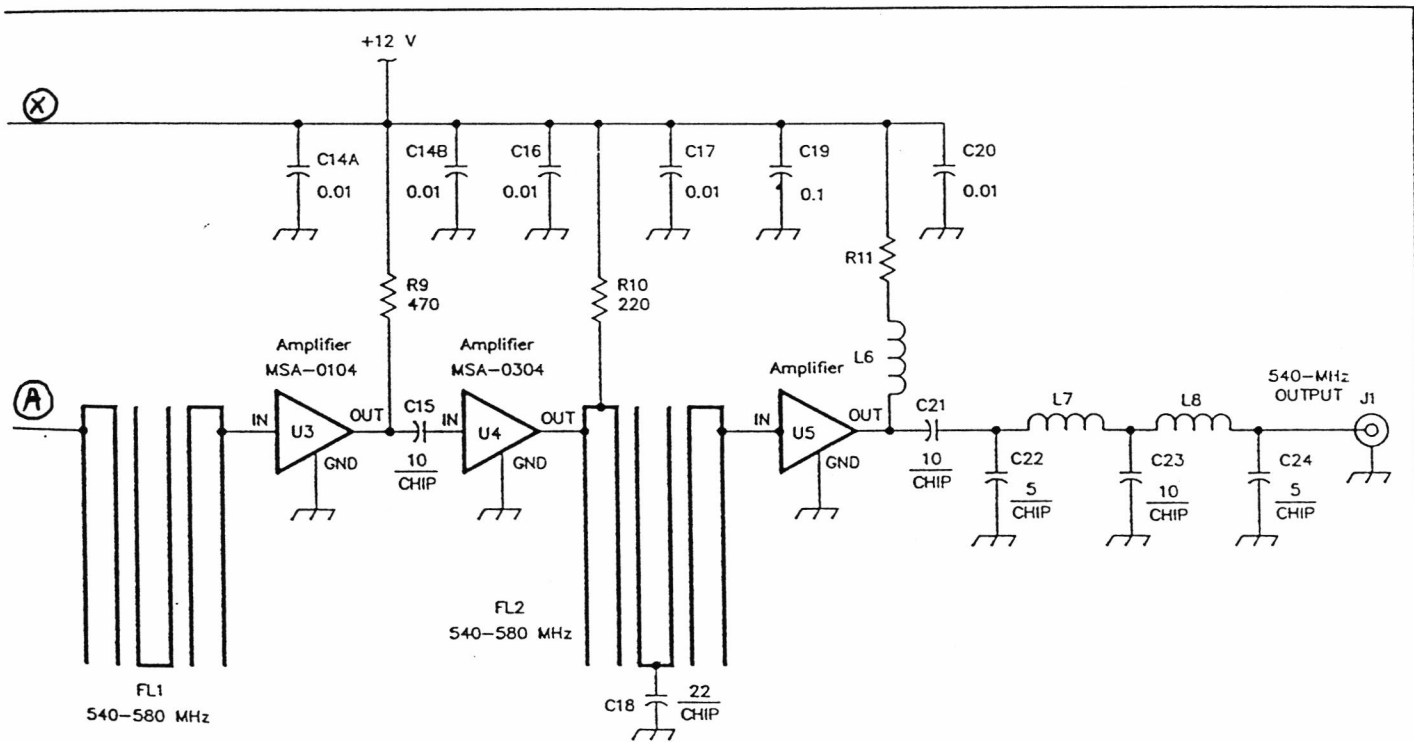 +12 V
X
C14A
0.01
C14B
0.01
C16
0.01
C17
0.01
C19
0.1
C20
0.01
R9
470
R10
220
R11
L6
Amplifier
MSA-0104
Amplifier
MSA-0304
Amplifier
A
IN
U3
OUT
GND
C15
10
CHIP
IN
U4
OUT
GND
IN
U5
OUT
GND
C21
10
CHIP
L7
L8
540-MHz
OUTPUT
J1
C22
5
CHIP
C23
10
CHIP
C24
5
CHIP
FL1
540-580 MHz
FL2
540-580 MHz
C18
22
CHIP